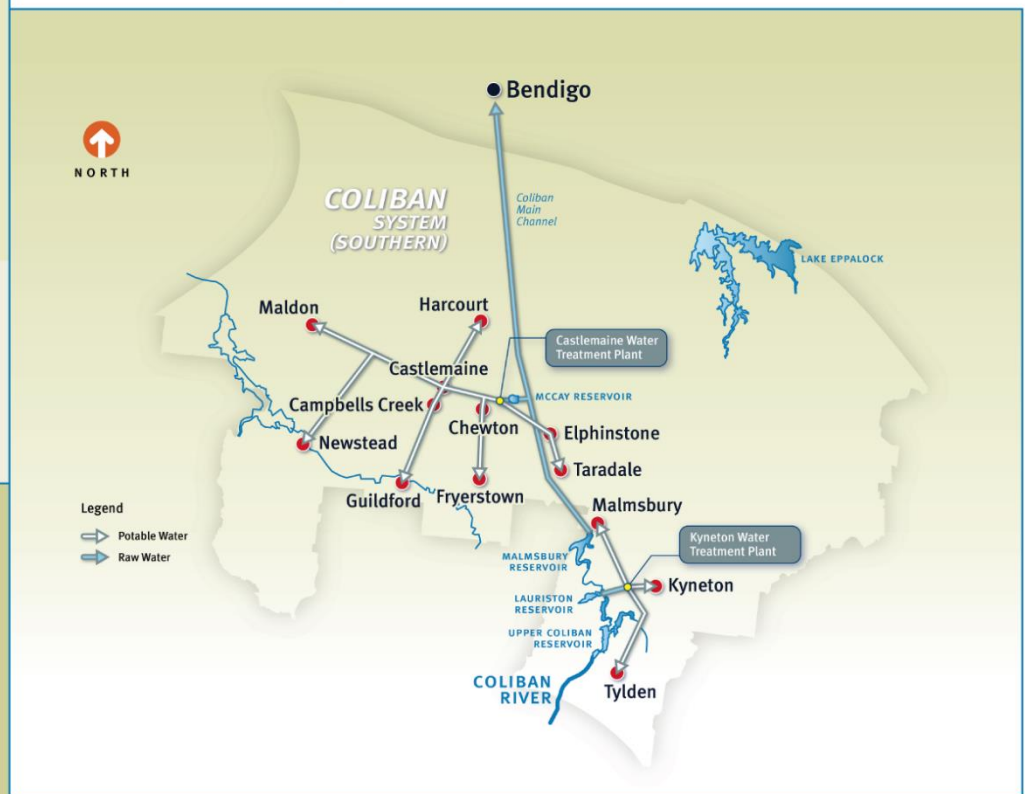 Bendigo
NORTH
COLIBAN
SYSTEM
(SOUTHERN)
Coliban
Main
Channel
LAKE EPPALOCK
Maldon
Harcourt
Castlemaine Water
Treatment Plant
Castlemaine
MCCAY RESERVOIR
Campbells Creek
Chewton
Elphinstone
Newstead
Taradale
Guildford
Fryerstown
Malmsbury
Legend
Potable Water
Raw Water
Kyneton Water
Treatment Plant
MALMSBURY
RESERVOIR
Kyneton
LAURISTON
RESERVOIR
UPPER COLIBAN
RESERVOIR
COLIBAN
RIVER
Tylden